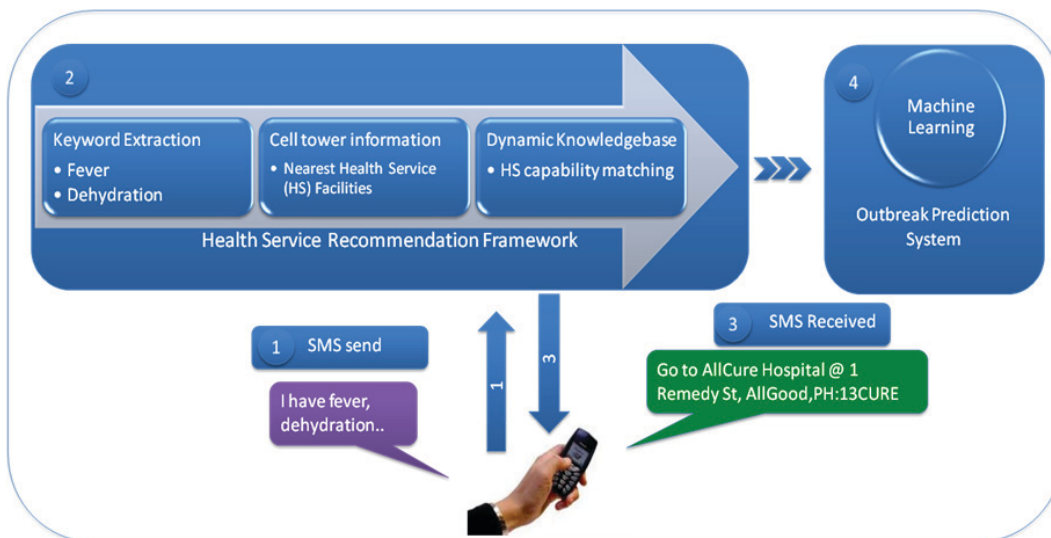 2
Keyword Extraction
• Fever
• Dehydration
Cell tower information
• Nearest Health Service
(HS) Facilities
Dynamic Knowledgebase
• HS capability matching
Health Service Recommendation Framework
4
Machine
Learning
Outbreak Prediction
System
1 SMS send
I have fever,
dehydration..
1
3
3 SMS Received
Go to AllCure Hospital @ 1
Remedy St, AllGood,PH:13CURE